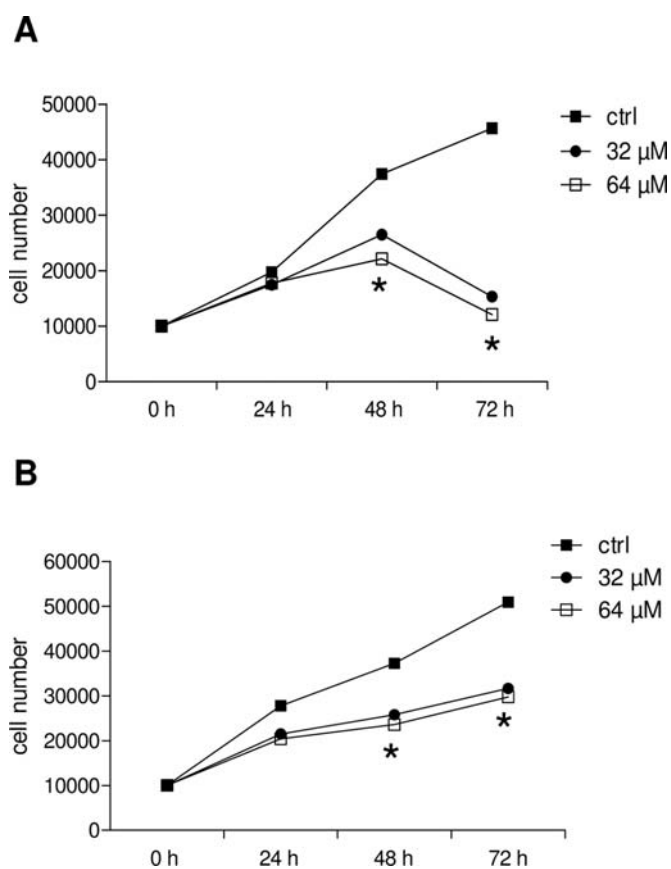 A
50000
40000
30000
20000
10000
0
cell number
0 h 24 h 48 h 72 h
ctrl
32 µM
64 µM
*
*
B
60000
50000
40000
30000
20000
10000
0
cell number
0 h 24 h 48 h 72 h
ctrl
32 µM
64 µM
*
*